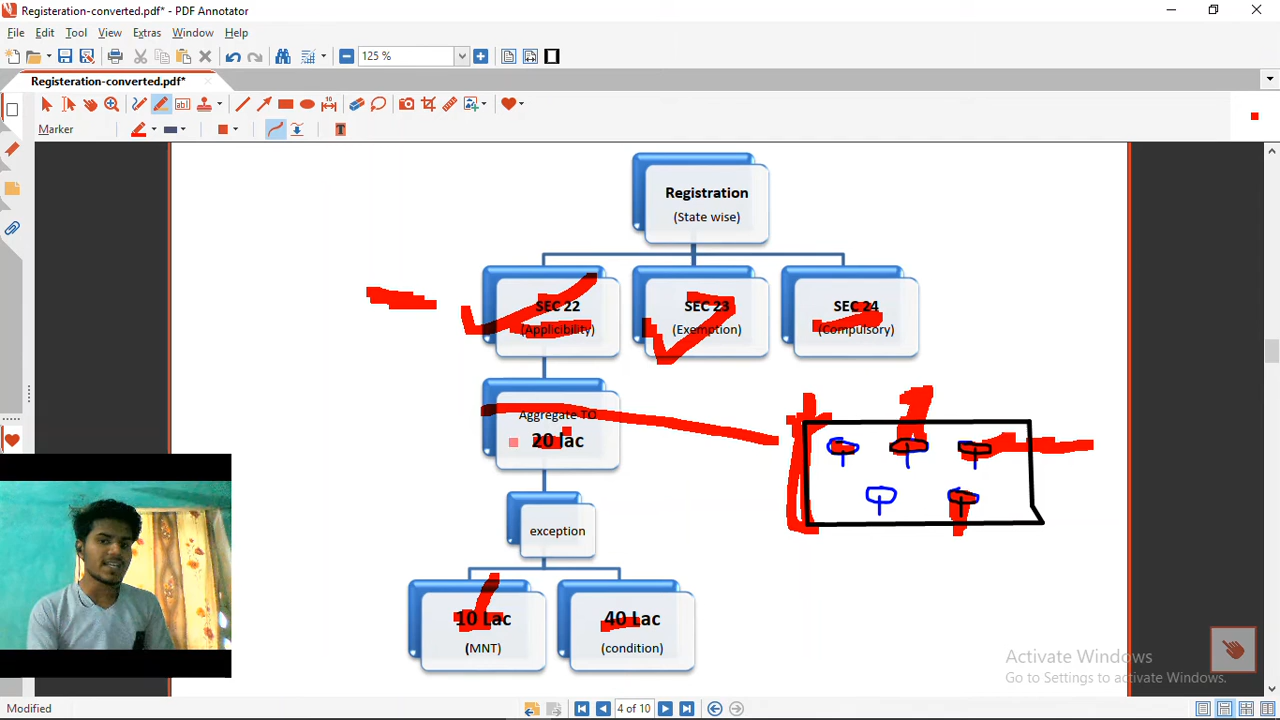 Registeration-converted.pdf* - PDF Annotator
File Edit Tool View Extras Window Help
125 %
Registeration-converted.pdf*
Marker
Registration
(State wise)
SEC 22
(Applicibility)
SEC 23
(Exemption)
SEC 24
(Compulsory)
Aggregate TO
20 lac
exception
10 Lac
(MNT)
40 Lac
(condition)
1
Activate Windows
Go to Settings to activate Windows.
Modified
4 of 10